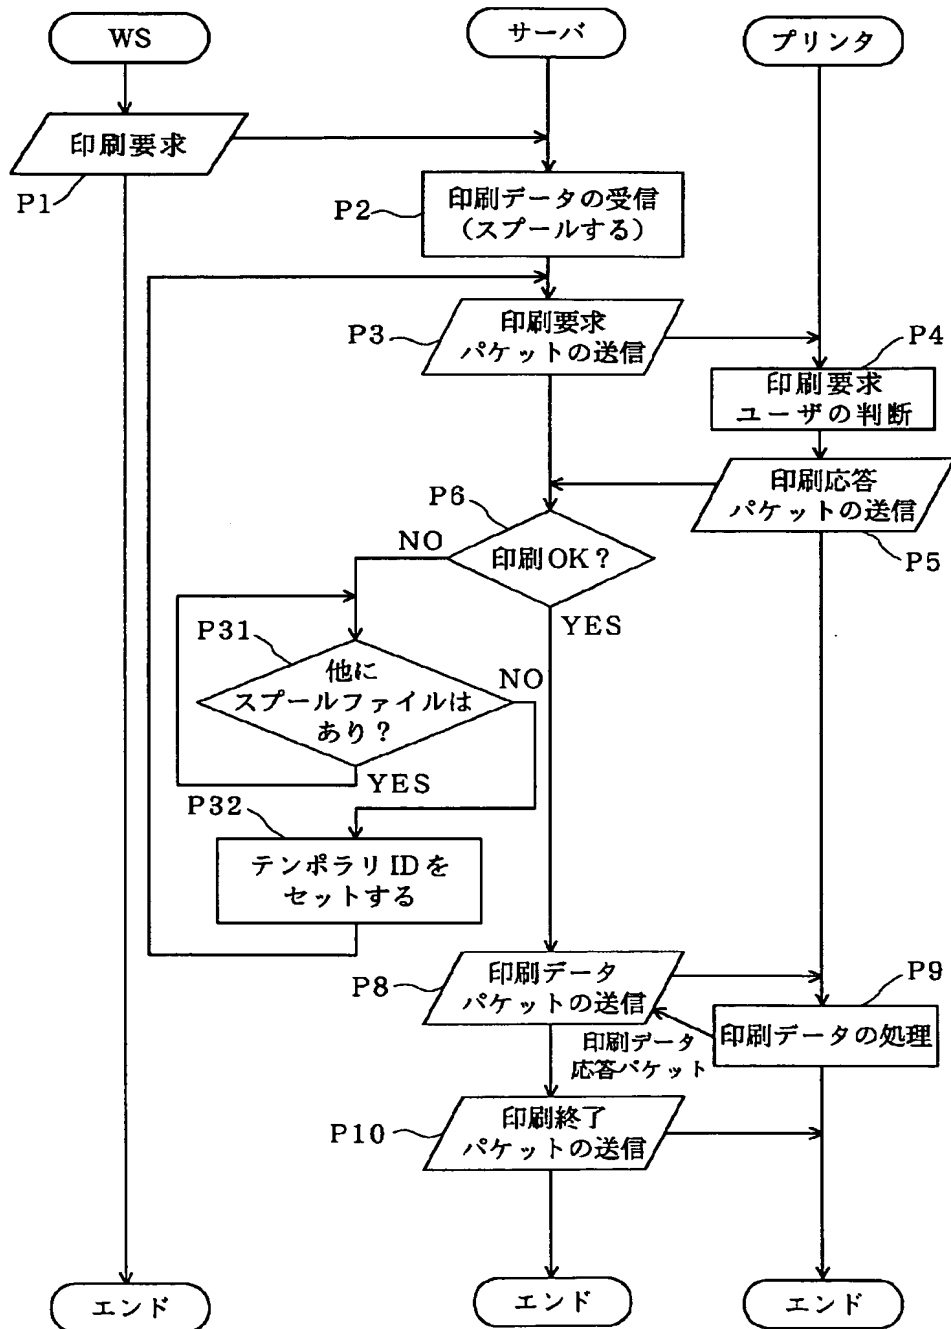 WS
サーバ
プリンタ
印刷要求
P1
P2
印刷データの受信
(スプールする)
P3
印刷要求
パケットの送信
P4
印刷要求
ユーザの判断
印刷応答
パケットの送信
P5
P6
NO
印刷OK?
YES
P31
他に
スプールファイルは
あり?
NO
YES
P32
テンポラリIDを
セットする
P8
印刷データ
パケットの送信
P9
印刷データの処理
印刷データ
応答パケット
P10
印刷終了
パケットの送信
エンド
エンド
エンド